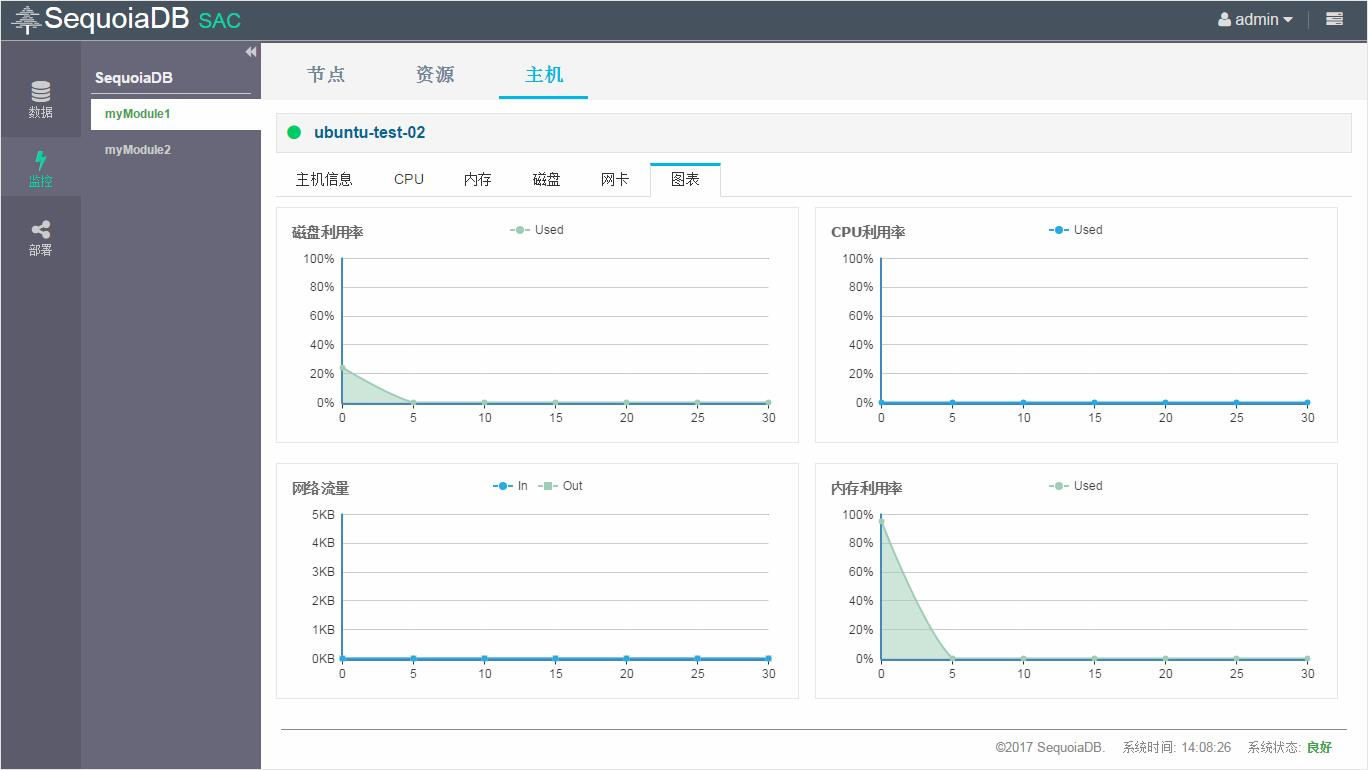 SequoiaDB SAC
admin
数据
监控
部署
SequoiaDB
myModule1
myModule2
节点 资源 主机
ubuntu-test-02
主机信息 CPU 内存 磁盘 网卡 图表
磁盘利用率
Used
100%
80%
60%
40%
20%
0%
0 5 10 15 20 25 30
CPU利用率
Used
100%
80%
60%
40%
20%
0%
0 5 10 15 20 25 30
网络流量
In Out
5KB
4KB
3KB
2KB
1KB
0KB
0 5 10 15 20 25 30
内存利用率
Used
100%
80%
60%
40%
20%
0%
0 5 10 15 20 25 30
©2017 SequoiaDB. 系统时间: 14:08:26 系统状态: 良好